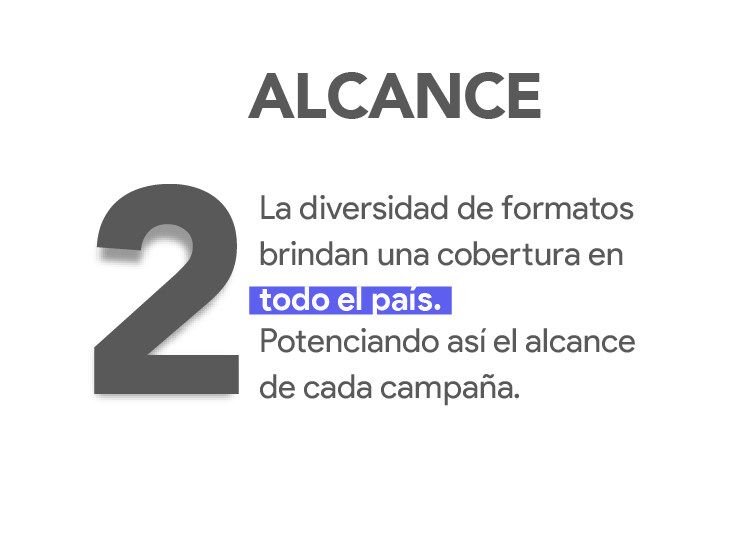 ALCANCE
2
La diversidad de formatos
brindan una cobertura en
todo el país.
Potenciando así el alcance
de cada campaña.